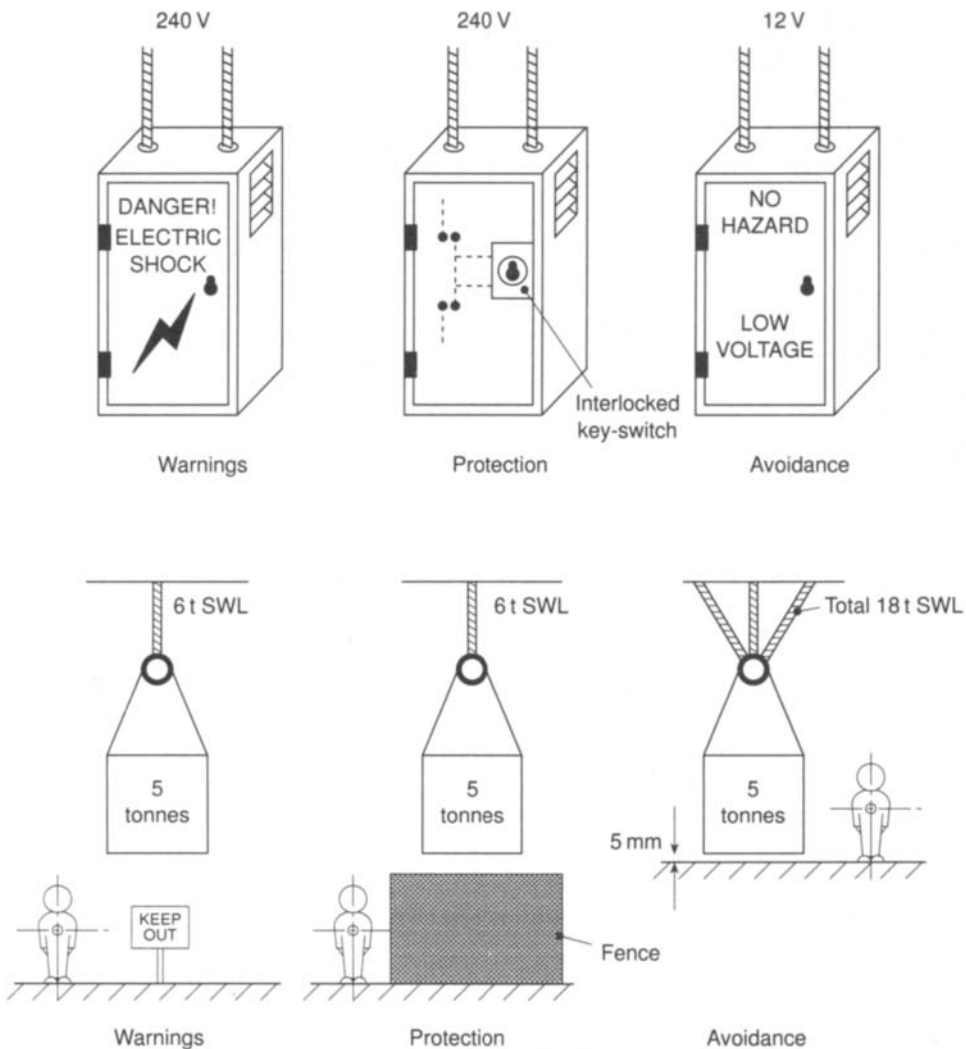 240 V
240 V
12 V
DANGER!
ELECTRIC
SHOCK
NO
HAZARD
LOW
VOLTAGE
Interlocked
key-switch
Warnings
Protection
Avoidance
6 t SWL
6 t SWL
Total 18 t SWL
5
tonnes
5
tonnes
5
tonnes
5 mm
KEEP
OUT
Fence
Warnings
Protection
Avoidance